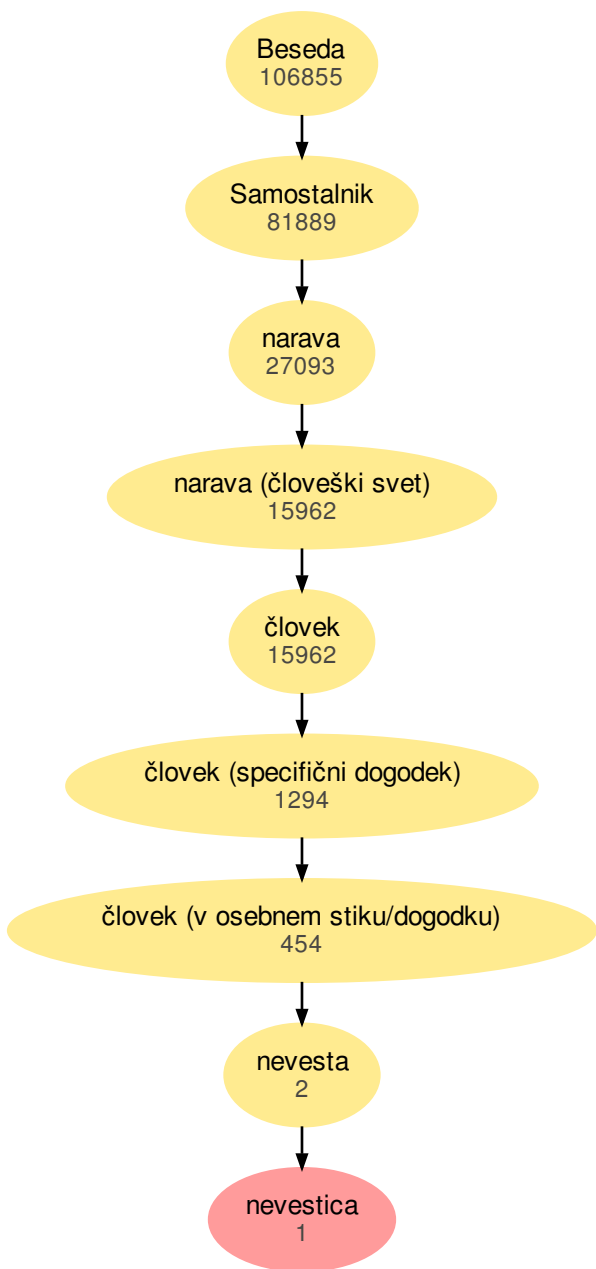 Beseda
106855
Samostalnik
81889
narava
27093
narava (človeški svet)
15962
človek
15962
človek (specifični dogodek)
1294
človek (v osebnem stiku/dogodku)
454
nevesta
2
nevestica
1